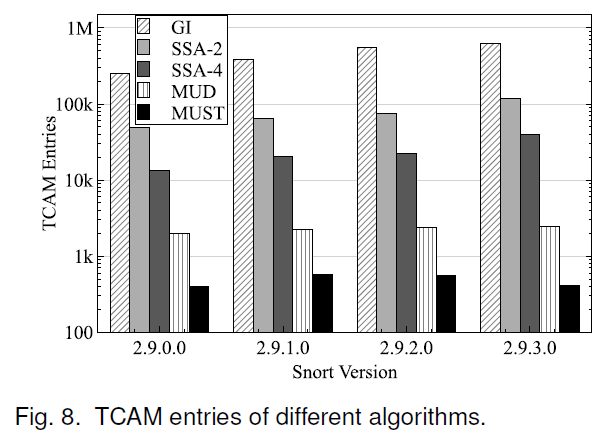 1M
100k
10k
1k
100
TCAM Entries
GI
SSA-2
SSA-4
MUD
MUST
2.9.0.0 2.9.1.0 2.9.2.0 2.9.3.0
Snort Version
Fig. 8. TCAM entries of different algorithms.